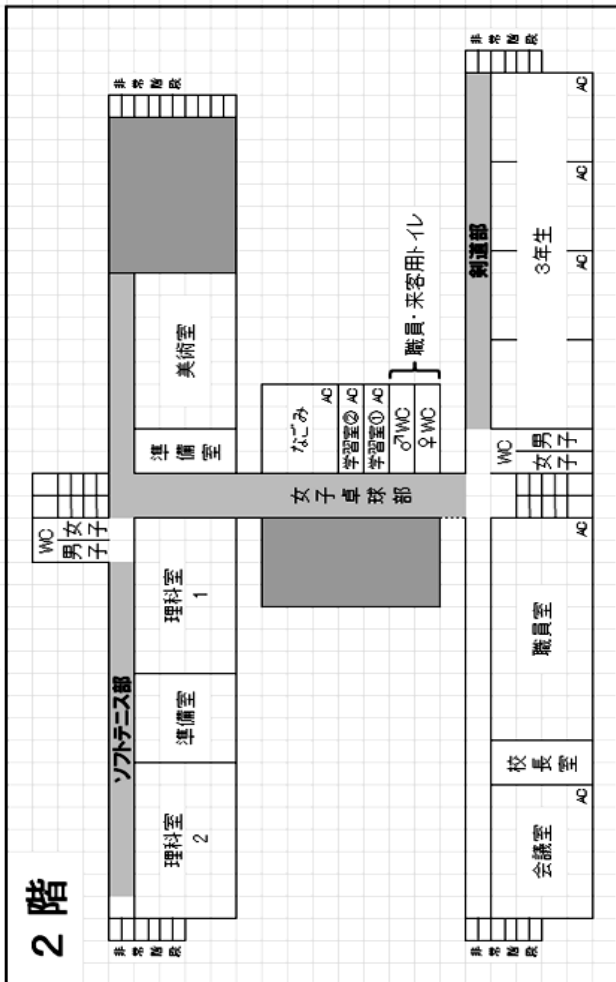 2階
非常階段
ソフトテニス部
理科室
2
準備室
理科室
1
WC
男子
女子
準備室
美術室
非常階段
女子卓球部
なごみ
AC
学習室② AC
学習室① AC
♂WC
♀WC
職員・来客用トイレ
非常階段
会議室
AC
校長室
職員室
AC
WC
女子
男子
剣道部
3年生
AC
AC
AC
非常階段